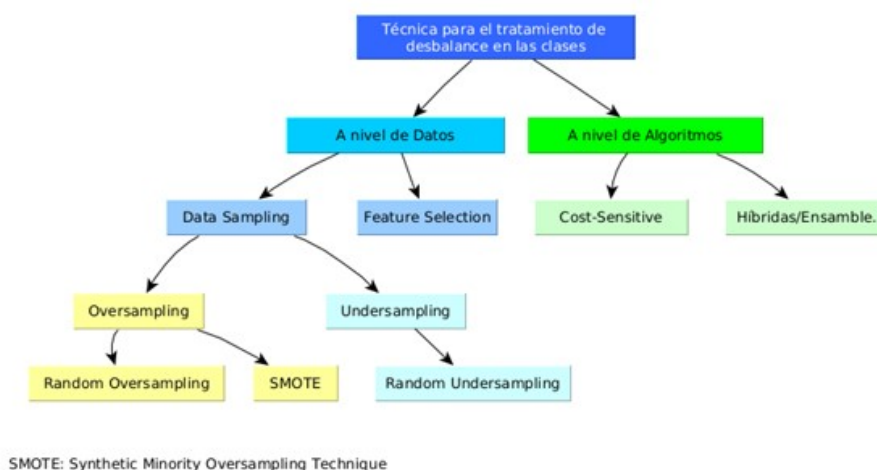 Técnica para el tratamiento de
desbalance en las clases
A nivel de Datos
A nivel de Algoritmos
Data Sampling
Feature Selection
Cost-Sensitive
Híbridas/Ensamble.
Oversampling
Undersampling
Random Oversampling
SMOTE
Random Undersampling
SMOTE: Synthetic Minority Oversampling Technique